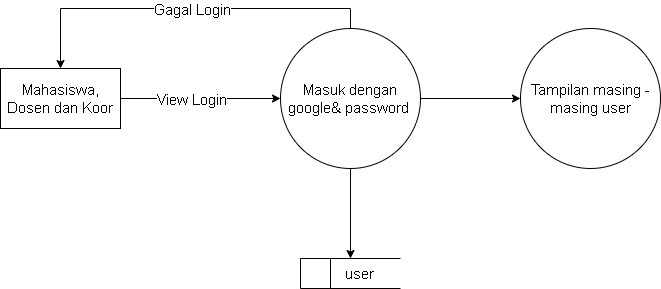 Gagal Login
Mahasiswa,
Dosen dan Koor
View Login
Masuk dengan
google& password
Tampilan masing -
masing user
user